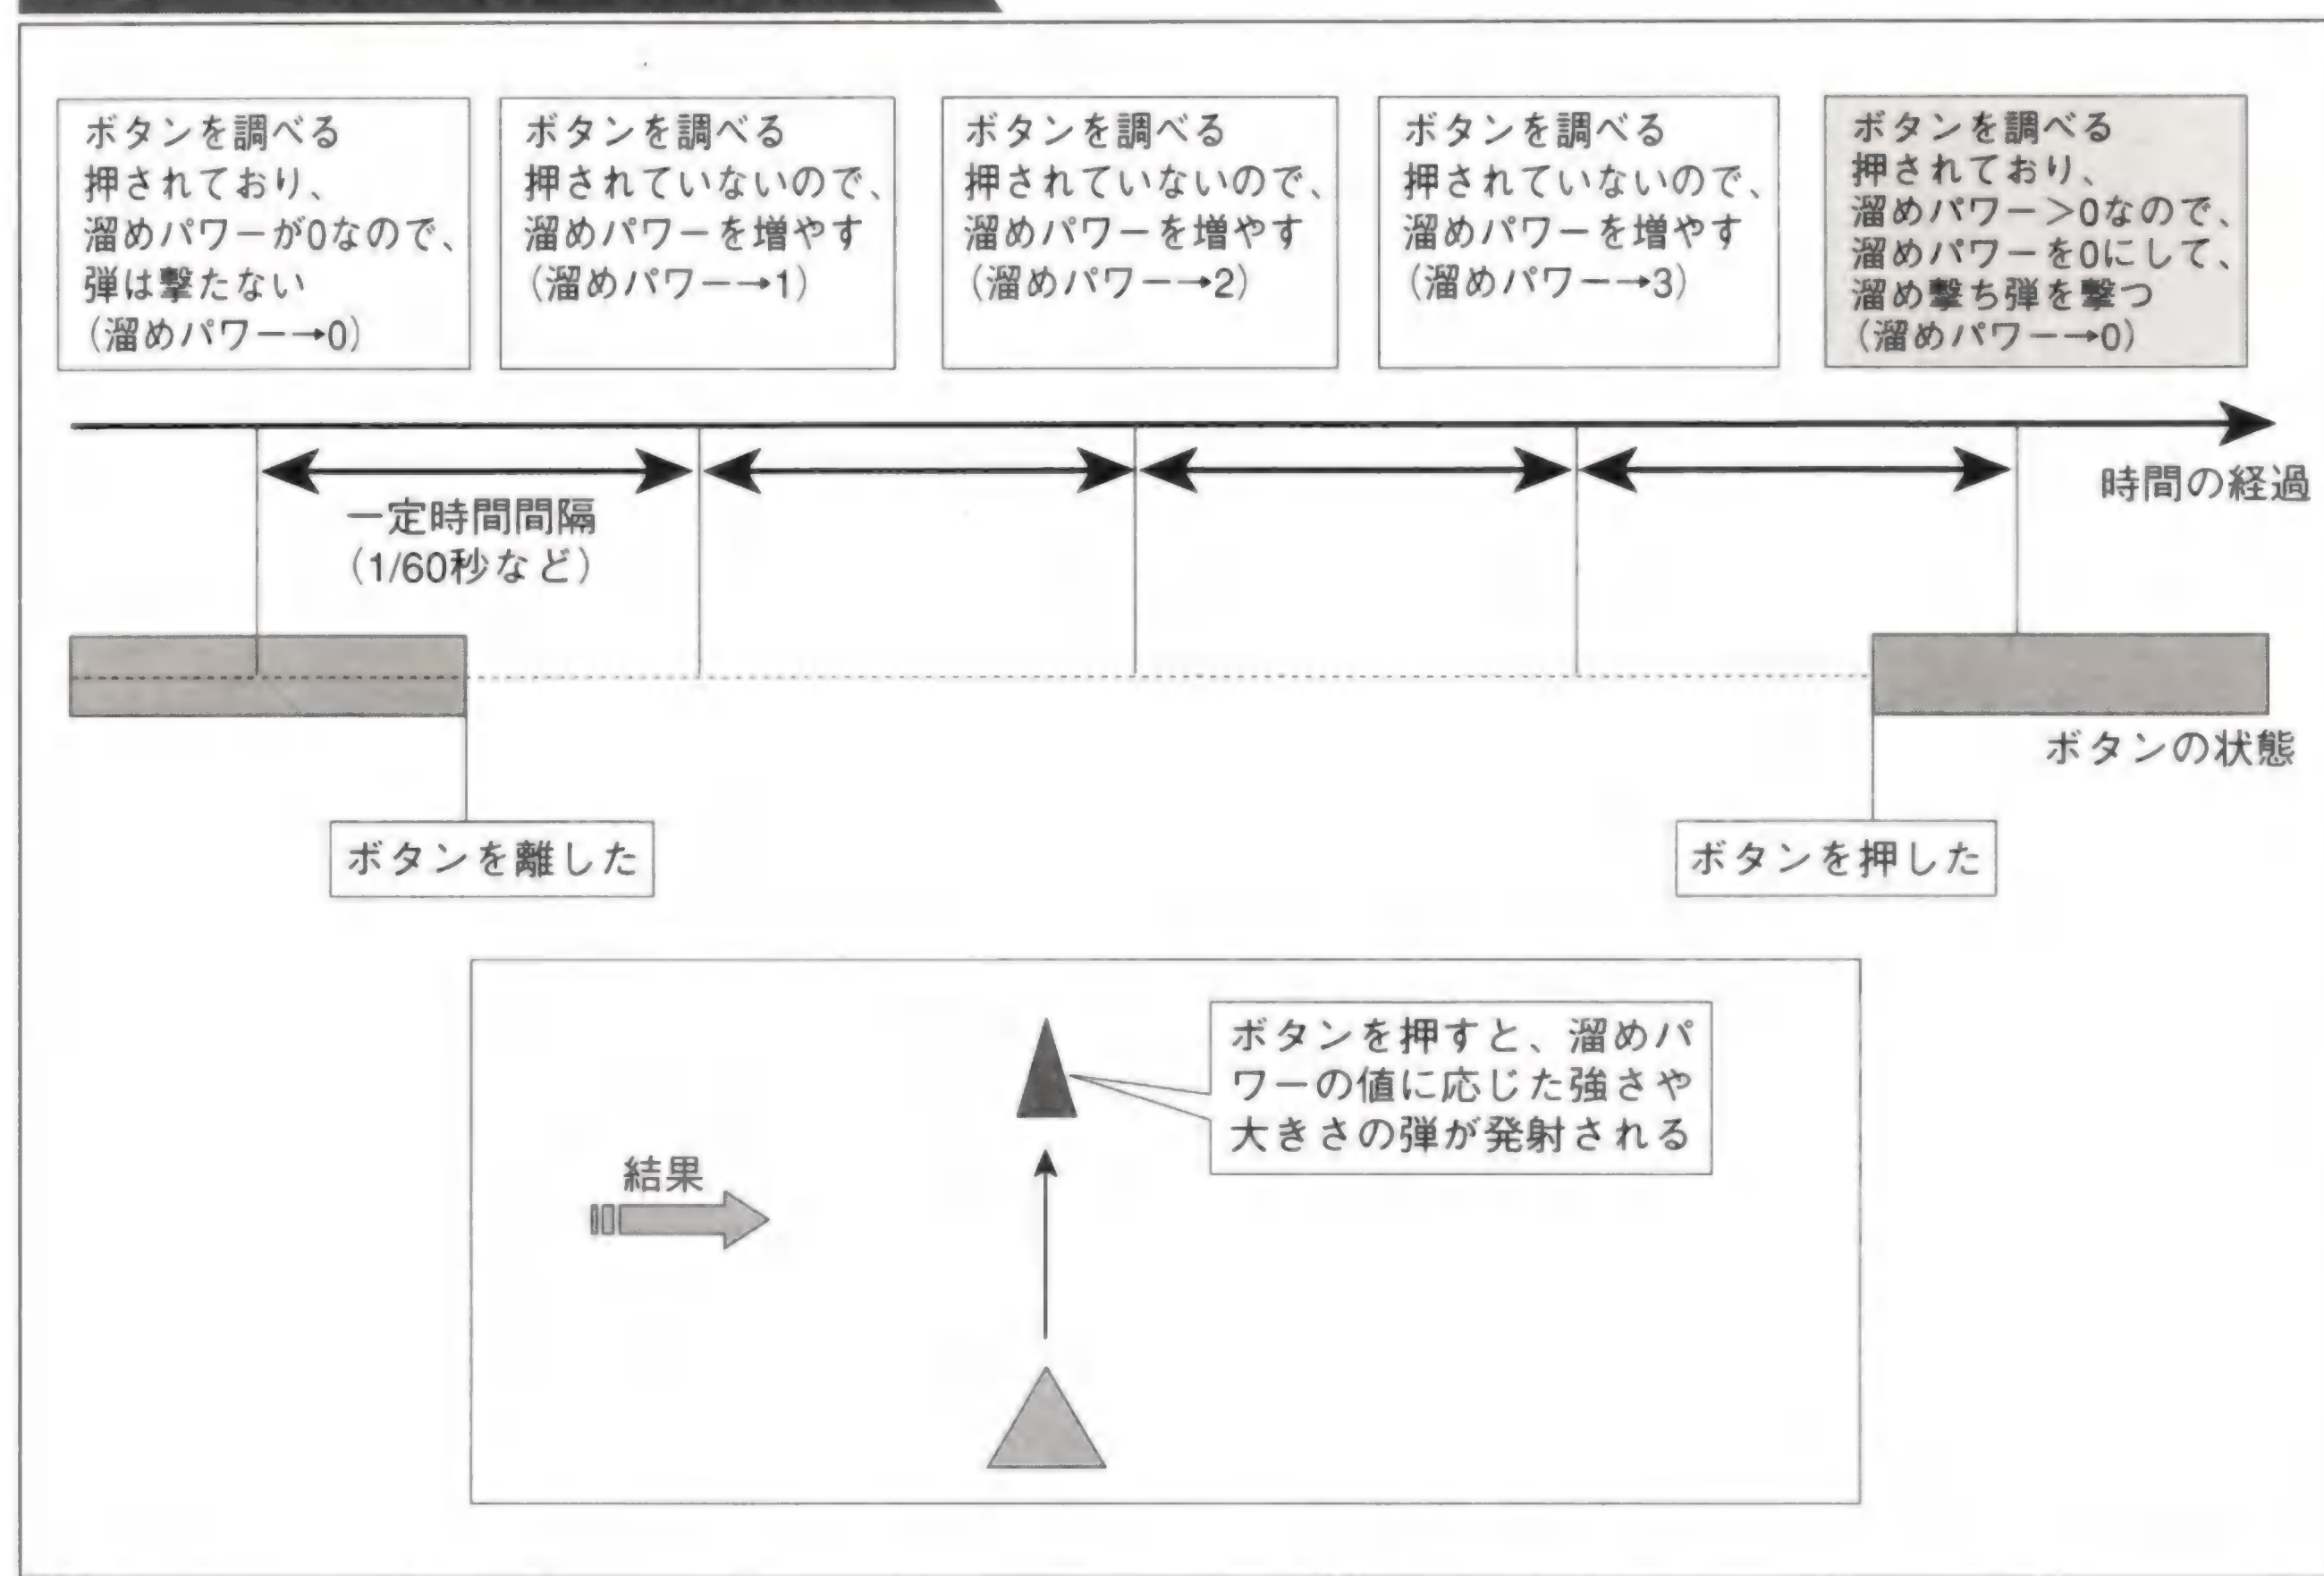 ボタンを調べる
押されており、
溜めパワーが0なので、
弾は撃たない
（溜めパワー→0）
ボタンを調べる
押されていないので、
溜めパワーを増やす
（溜めパワー→1）
ボタンを調べる
押されていないので、
溜めパワーを増やす
（溜めパワー→2）
ボタンを調べる
押されていないので、
溜めパワーを増やす
（溜めパワー→3）
ボタンを調べる
押されており、
溜めパワー＞0なので、
溜めパワーを0にして、
溜め撃ち弾を撃つ
（溜めパワー→0）
時間の経過
一定時間間隔
（1/60秒など）
ボタンの状態
ボタンを離した
ボタンを押した
ボタンを押すと、溜めパ
ワーの値に応じた強さや
大きさの弾が発射される
結果